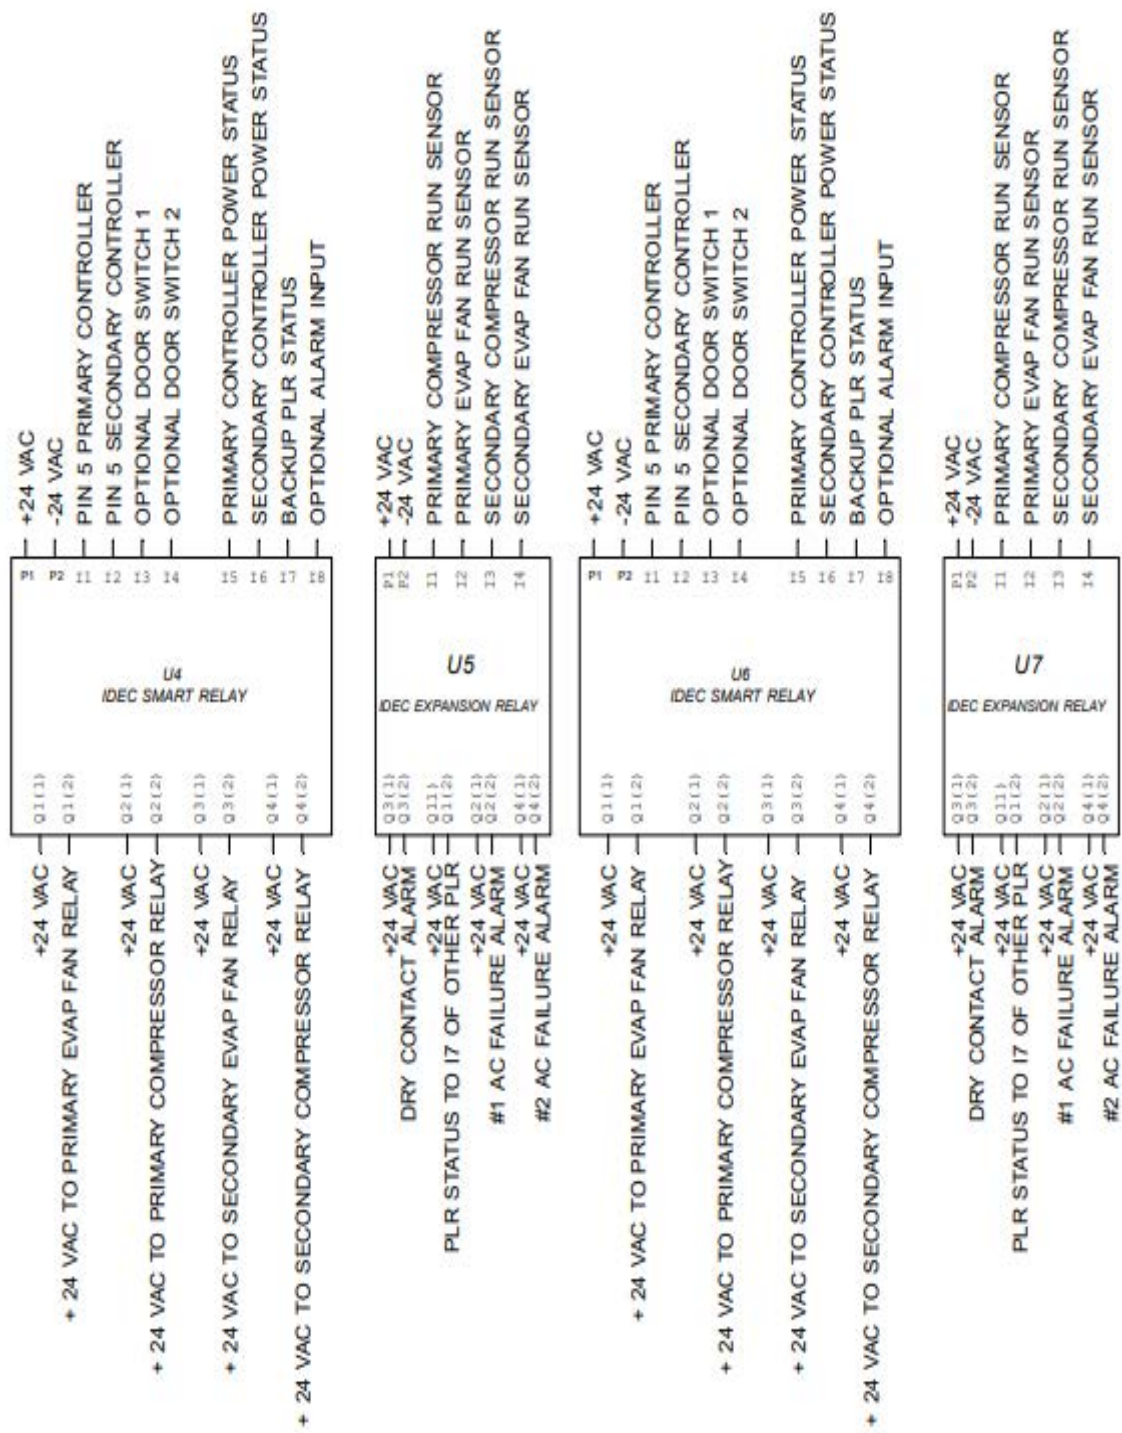 P1 +24 VAC
P2 -24 VAC
I1 PIN 5 PRIMARY CONTROLLER
I2 PIN 5 SECONDARY CONTROLLER
I3 OPTIONAL DOOR SWITCH 1
I4 OPTIONAL DOOR SWITCH 2
I5 PRIMARY CONTROLLER POWER STATUS
I6 SECONDARY CONTROLLER POWER STATUS
I7 BACKUP PLR STATUS
I8 OPTIONAL ALARM INPUT
U4
IDEC SMART RELAY
+24 VAC Q1(1)
+ 24 VAC TO PRIMARY EVAP FAN RELAY Q1(2)
+24 VAC Q2(1)
+ 24 VAC TO PRIMARY COMPRESSOR RELAY Q2(2)
+24 VAC Q3(1)
+ 24 VAC TO SECONDARY EVAP FAN RELAY Q3(2)
+24 VAC Q4(1)
+ 24 VAC TO SECONDARY COMPRESSOR RELAY Q4(2)
P1 +24 VAC
P2 -24 VAC
I1 PRIMARY COMPRESSOR RUN SENSOR
I2 PRIMARY EVAP FAN RUN SENSOR
I3 SECONDARY COMPRESSOR RUN SENSOR
I4 SECONDARY EVAP FAN RUN SENSOR
U5
IDEC EXPANSION RELAY
+24 VAC Q3(1)
DRY CONTACT ALARM Q3(2)
+24 VAC Q11)
PLR STATUS TO I7 OF OTHER PLR Q1(2)
+24 VAC Q2(1)
#1 AC FAILURE ALARM Q2(2)
+24 VAC Q4(1)
#2 AC FAILURE ALARM Q4(2)
P1 +24 VAC
P2 -24 VAC
I1 PIN 5 PRIMARY CONTROLLER
I2 PIN 5 SECONDARY CONTROLLER
I3 OPTIONAL DOOR SWITCH 1
I4 OPTIONAL DOOR SWITCH 2
I5 PRIMARY CONTROLLER POWER STATUS
I6 SECONDARY CONTROLLER POWER STATUS
I7 BACKUP PLR STATUS
I8 OPTIONAL ALARM INPUT
U6
IDEC SMART RELAY
+24 VAC Q1(1)
+ 24 VAC TO PRIMARY EVAP FAN RELAY Q1(2)
+24 VAC Q2(1)
+ 24 VAC TO PRIMARY COMPRESSOR RELAY Q2(2)
+24 VAC Q3(1)
+ 24 VAC TO SECONDARY EVAP FAN RELAY Q3(2)
+24 VAC Q4(1)
+ 24 VAC TO SECONDARY COMPRESSOR RELAY Q4(2)
P1 +24 VAC
P2 -24 VAC
I1 PRIMARY COMPRESSOR RUN SENSOR
I2 PRIMARY EVAP FAN RUN SENSOR
I3 SECONDARY COMPRESSOR RUN SENSOR
I4 SECONDARY EVAP FAN RUN SENSOR
U7
IDEC EXPANSION RELAY
+24 VAC Q3(1)
DRY CONTACT ALARM Q3(2)
+24 VAC Q11)
PLR STATUS TO I7 OF OTHER PLR Q1(2)
+24 VAC Q2(1)
#1 AC FAILURE ALARM Q2(2)
+24 VAC Q4(1)
#2 AC FAILURE ALARM Q4(2)